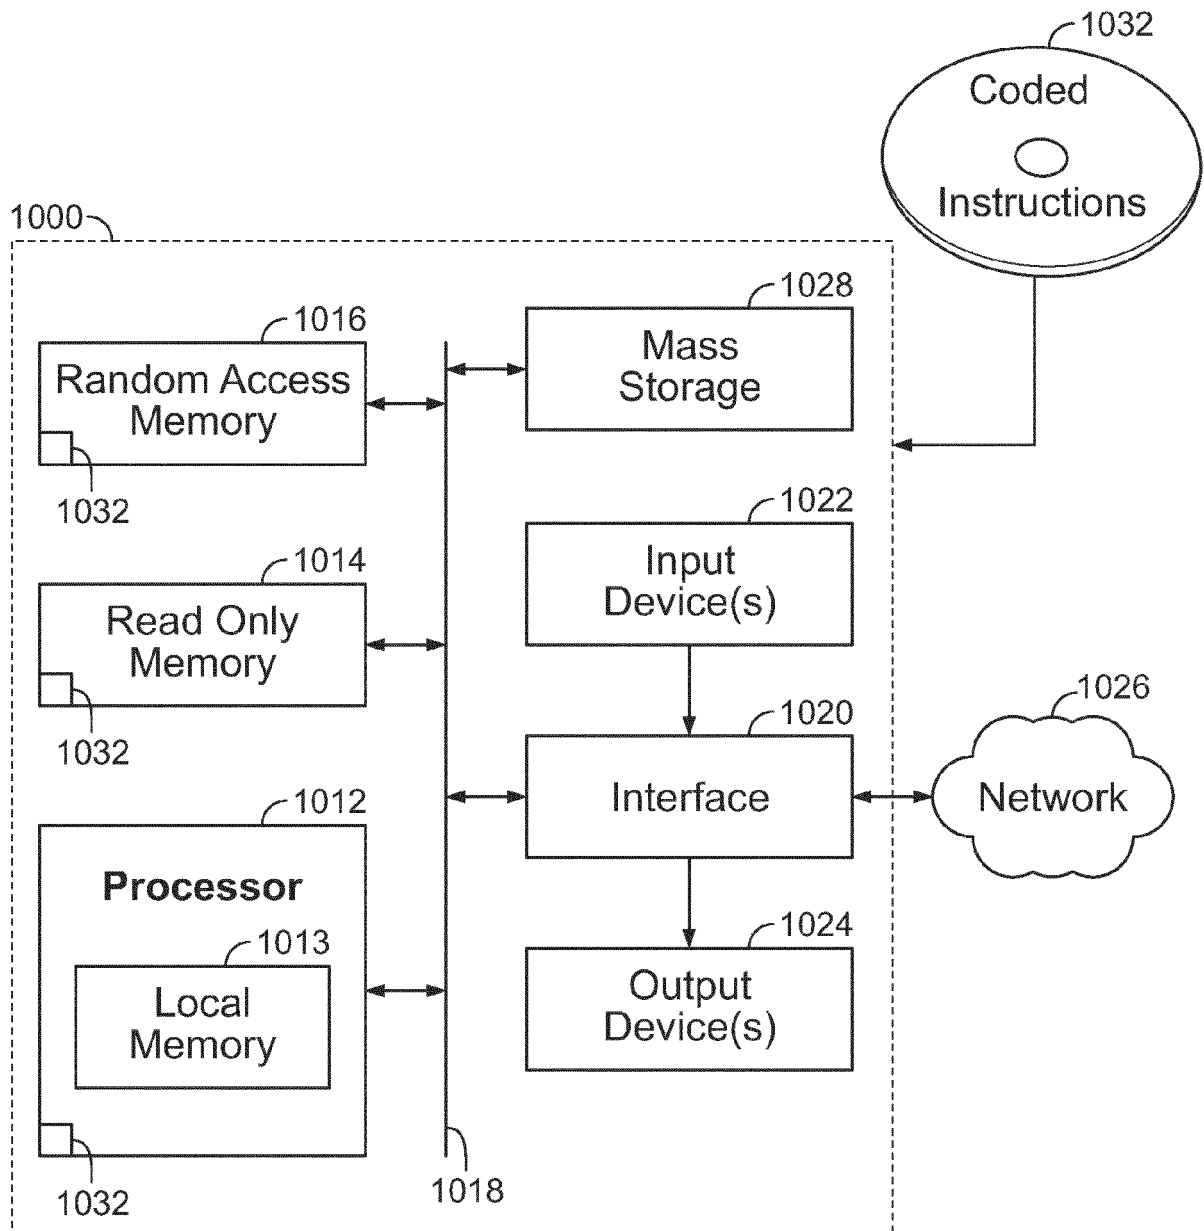 1032
Coded
Instructions
1000
1016
Random Access
Memory
1032
1028
Mass
Storage
1014
Read Only
Memory
1032
1022
Input
Device(s)
1020
Interface
1026
Network
1012
Processor
1013
Local
Memory
1032
1024
Output
Device(s)
1018